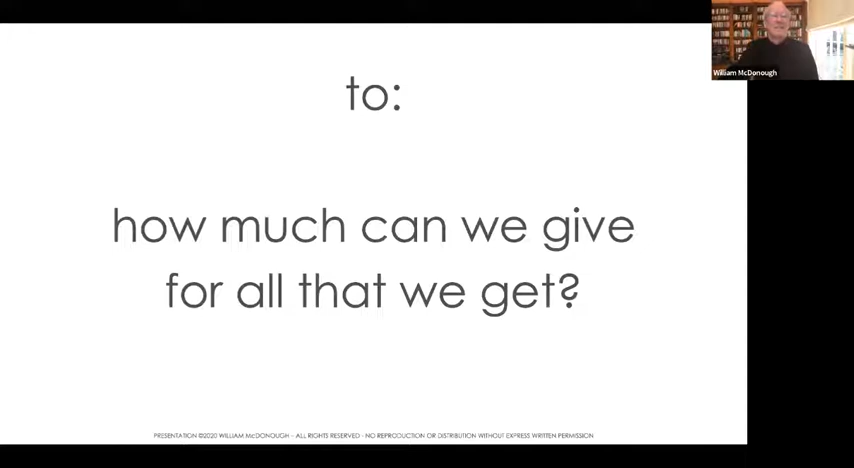 William McDonough
to:
how much can we give
for all that we get?
PRESENTATION ©2020 WILLIAM McDONOUGH - ALL RIGHTS RESERVED - NO REPRODUCTION OR DISTRIBUTION WITHOUT EXPRESS WRITTEN PERMISSION